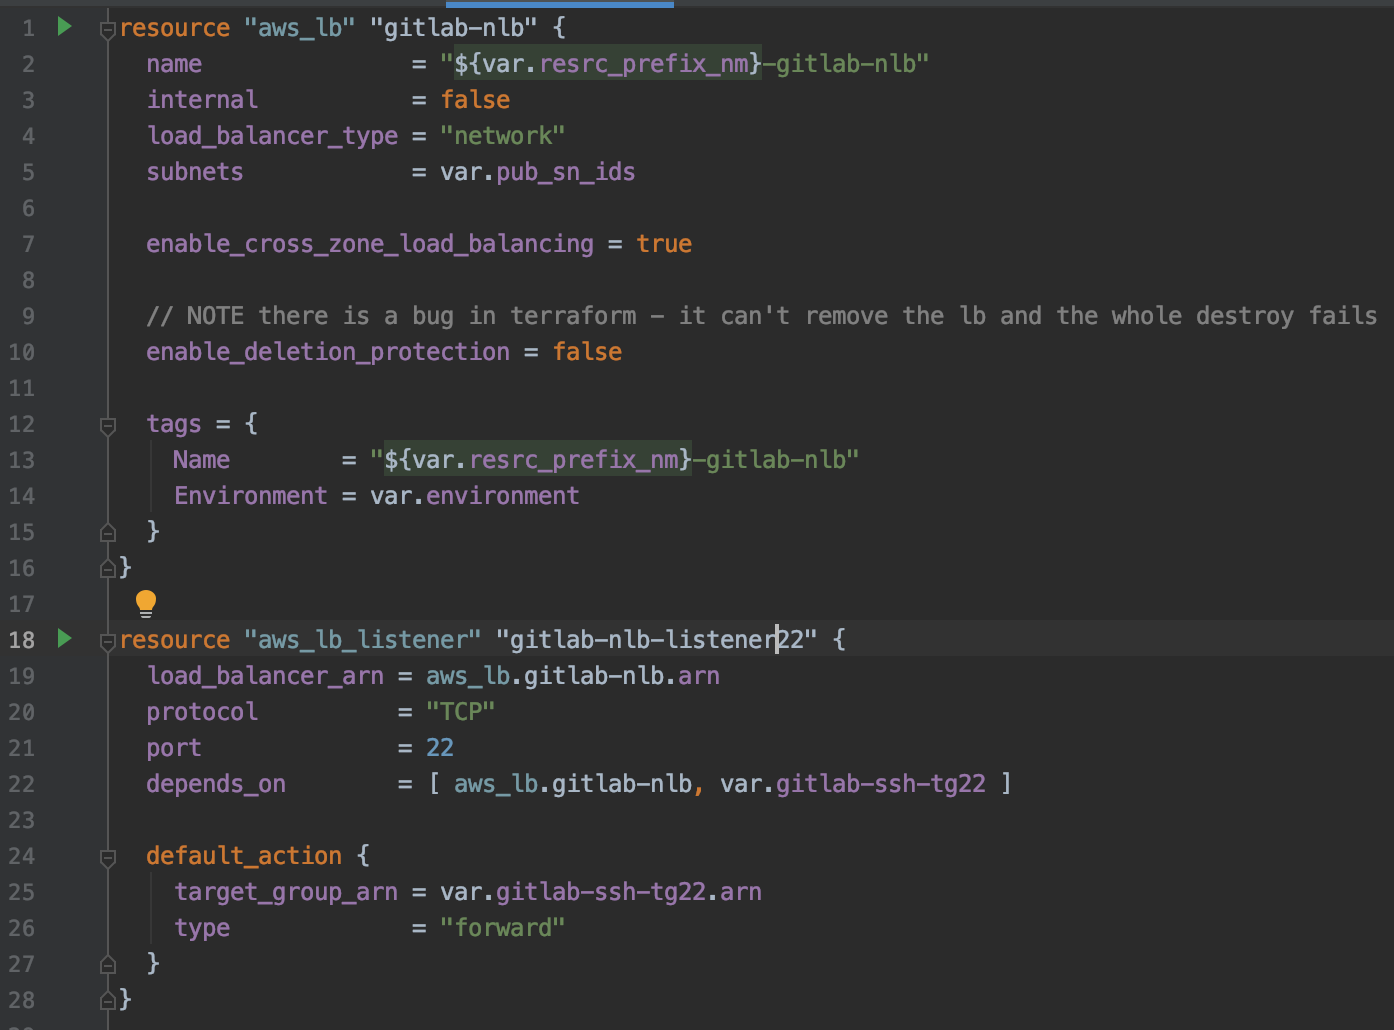 1 resource "aws_lb" "gitlab-nlb" {
2 name = "${var.resrc_prefix_nm}-gitlab-nlb"
3 internal = false
4 load_balancer_type = "network"
5 subnets = var.pub_sn_ids
6
7 enable_cross_zone_load_balancing = true
8
9 // NOTE there is a bug in terraform - it can't remove the lb and the whole destroy fails
10 enable_deletion_protection = false
11
12 tags = {
13 Name = "${var.resrc_prefix_nm}-gitlab-nlb"
14 Environment = var.environment
15 }
16 }
17
18 resource "aws_lb_listener" "gitlab-nlb-listener22" {
19 load_balancer_arn = aws_lb.gitlab-nlb.arn
20 protocol = "TCP"
21 port = 22
22 depends_on = [ aws_lb.gitlab-nlb, var.gitlab-ssh-tg22 ]
23
24 default_action {
25 target_group_arn = var.gitlab-ssh-tg22.arn
26 type = "forward"
27 }
28 }